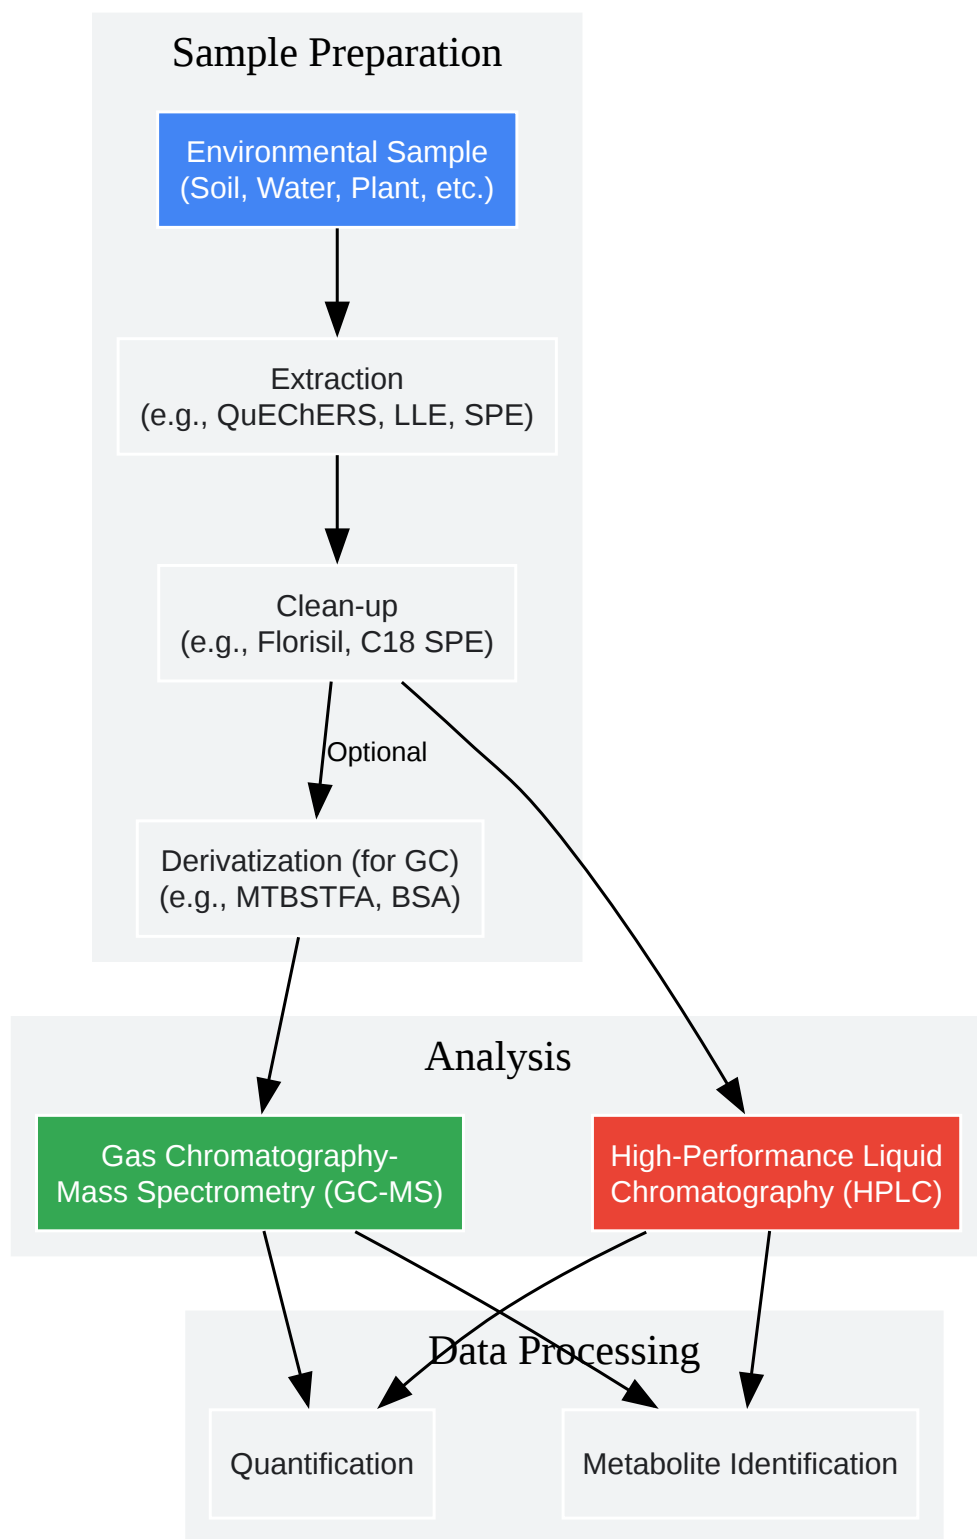 Sample Preparation
Environmental Sample
(Soil, Water, Plant, etc.)
Extraction
(e.g., QuEChERS, LLE, SPE)
Clean-up
(e.g., Florisil, C18 SPE)
Optional
Derivatization (for GC)
(e.g., MTBSTFA, BSA)
Analysis
Gas Chromatography-
Mass Spectrometry (GC-MS)
High-Performance Liquid
Chromatography (HPLC)
Data Processing
Quantification
Metabolite Identification